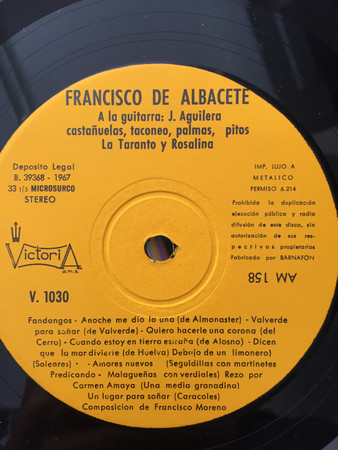 FRANCISCO DE ALBACETE
A la guitarra: J. Aguilera
castañuelas, taconeo, palmas, pitos
La Taranto y Rosalina
Deposito Legal
B. 39368 - 1967
33 1/3 MICROSURCO
STEREO
IMP. LUJO A
METALICO
PERMISO 6.214
Prohibida la duplicación
ejecución pública y radio
difusión de este disco, sin
autorización de sus res-
pectivos propietarios
Fabricado por BARNAFON
VICTORIA
V. 1030
AM 158
Fandangos - Anoche me dio la una (de Almonaster) - Valverde
para soñar (de Valverde) - Quiero hacerle una corona (del
Cerro) - Cuando estoy en tierra estraña (de Alosno) - Dicen
que la mar divierte (de Huelva) Debajo de un limonero)
(Soleares) - - Amores nuevos (Seguidillas con martinetes
Predicando - Malagueñas con verdiales) Rezo por
Carmen Amaya (Una media granadina)
Un lugar para soñar (Caracoles)
Composicion de Francisco Moreno